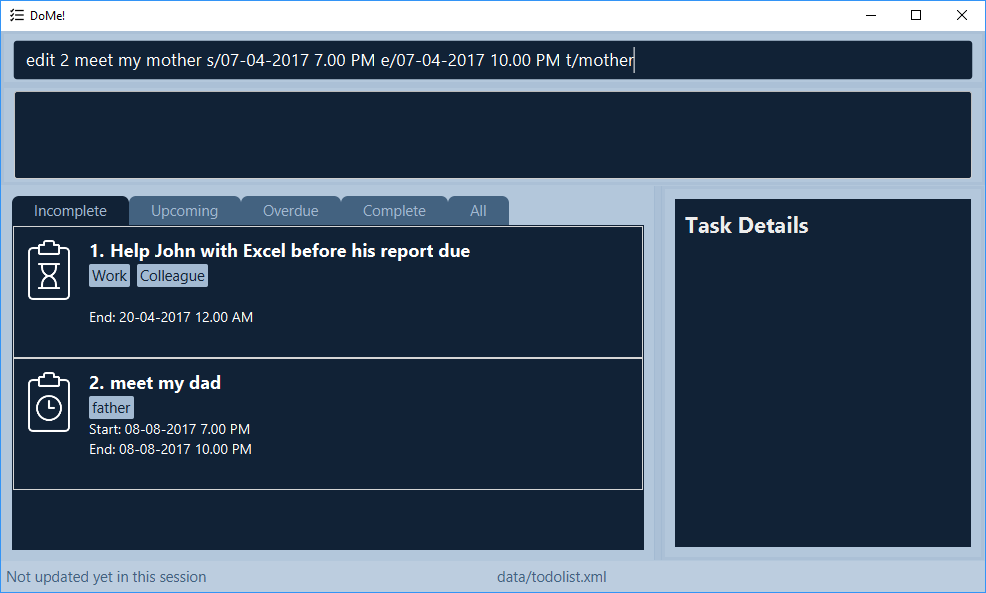 DoMe!
edit 2 meet my mother s/07-04-2017 7.00 PM e/07-04-2017 10.00 PM t/mother
Incomplete Upcoming Overdue Complete All
1. Help John with Excel before his report due
Work Colleague
End: 20-04-2017 12.00 AM
2. meet my dad
father
Start: 08-08-2017 7.00 PM
End: 08-08-2017 10.00 PM
Task Details
Not updated yet in this session
data/todolist.xml